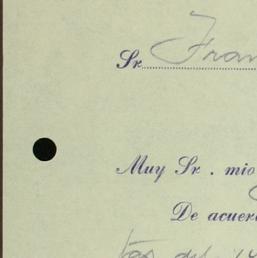 Sr. Fran
Muy Sr. mio
De acuer